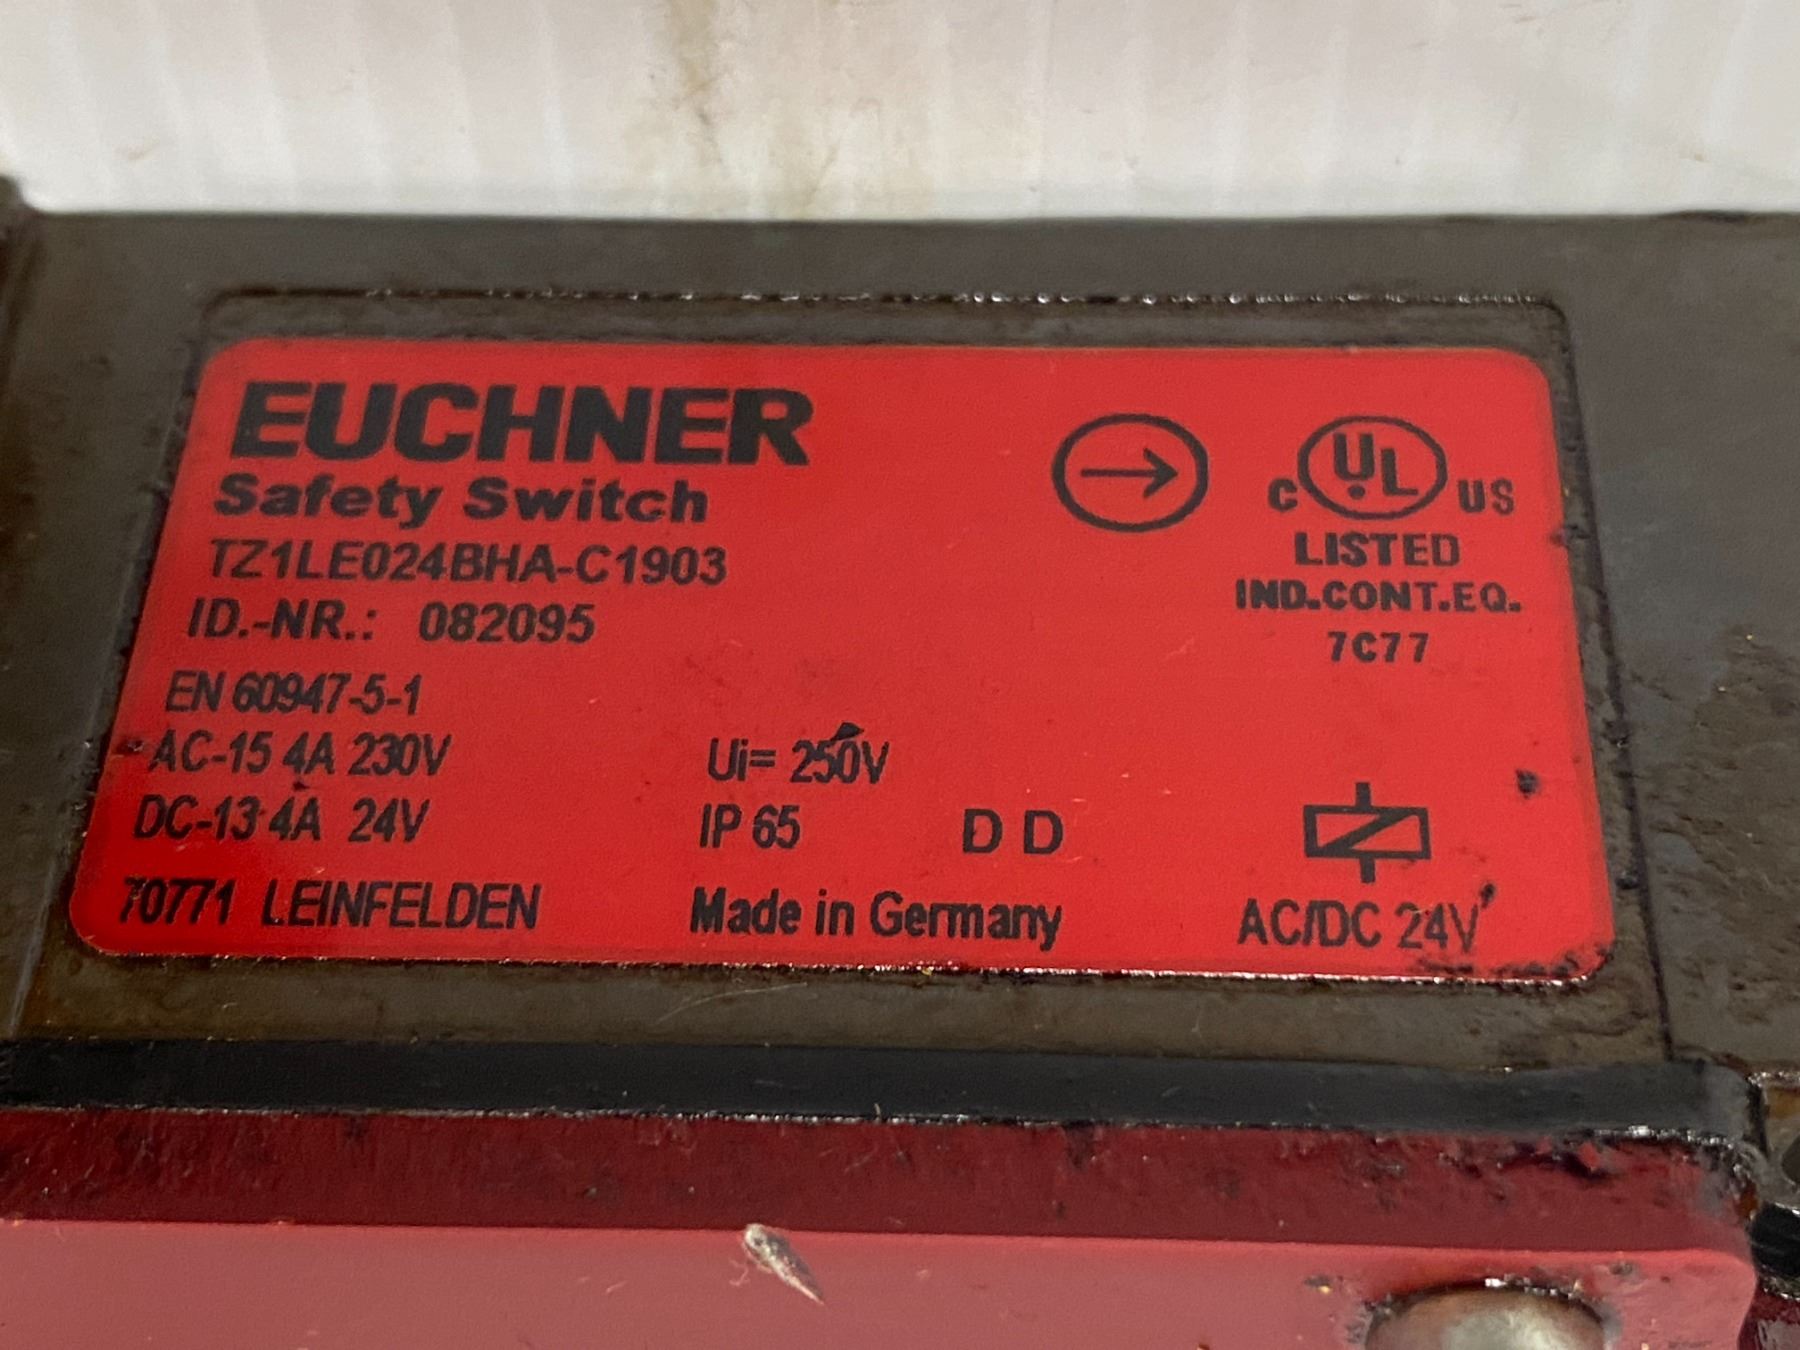 EUCHNER
Safety Switch
TZ1LE024BHA-C1903
ID.-NR.: 082095
C UL US
LISTED
IND.CONT.EQ.
7C77
EN 60947-5-1
AC-15 4A 230V Ui= 250V
DC-13 4A 24V IP 65 D D
70771 LEINFELDEN Made in Germany AC/DC 24V